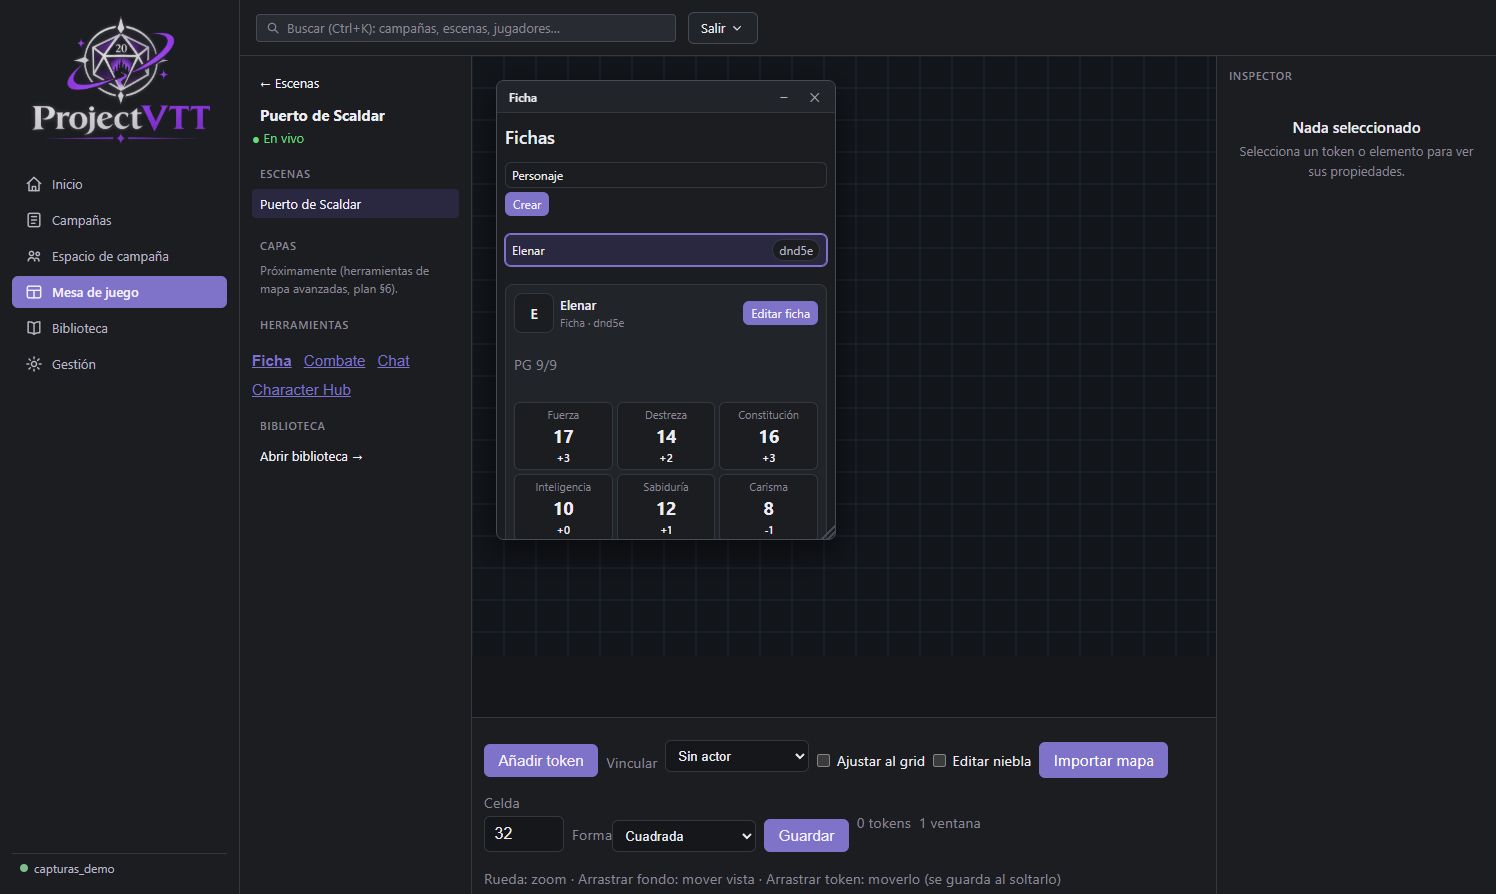 20
ProjectVTT
Inicio
Campañas
Espacio de campaña
Mesa de juego
Biblioteca
Gestión
capturas_demo
Buscar (Ctrl+K): campañas, escenas, jugadores...
Salir
← Escenas
Puerto de Scaldar
En vivo
ESCENAS
Puerto de Scaldar
CAPAS
Próximamente (herramientas de
mapa avanzadas, plan §6).
HERRAMIENTAS
Ficha Combate Chat
Character Hub
BIBLIOTECA
Abrir biblioteca →
Ficha
Fichas
Personaje
Crear
Elenar dnd5e
E
Elenar
Ficha · dnd5e
Editar ficha
PG 9/9
Fuerza Destreza Constitución
17 14 16
+3 +2 +3
Inteligencia Sabiduría Carisma
10 12 8
+0 +1 -1
Añadir token Vincular Sin actor Ajustar al grid Editar niebla Importar mapa
Celda
32 Forma Cuadrada Guardar 0 tokens 1 ventana
Rueda: zoom · Arrastrar fondo: mover vista · Arrastrar token: moverlo (se guarda al soltarlo)
INSPECTOR
Nada seleccionado
Selecciona un token o elemento para ver
sus propiedades.